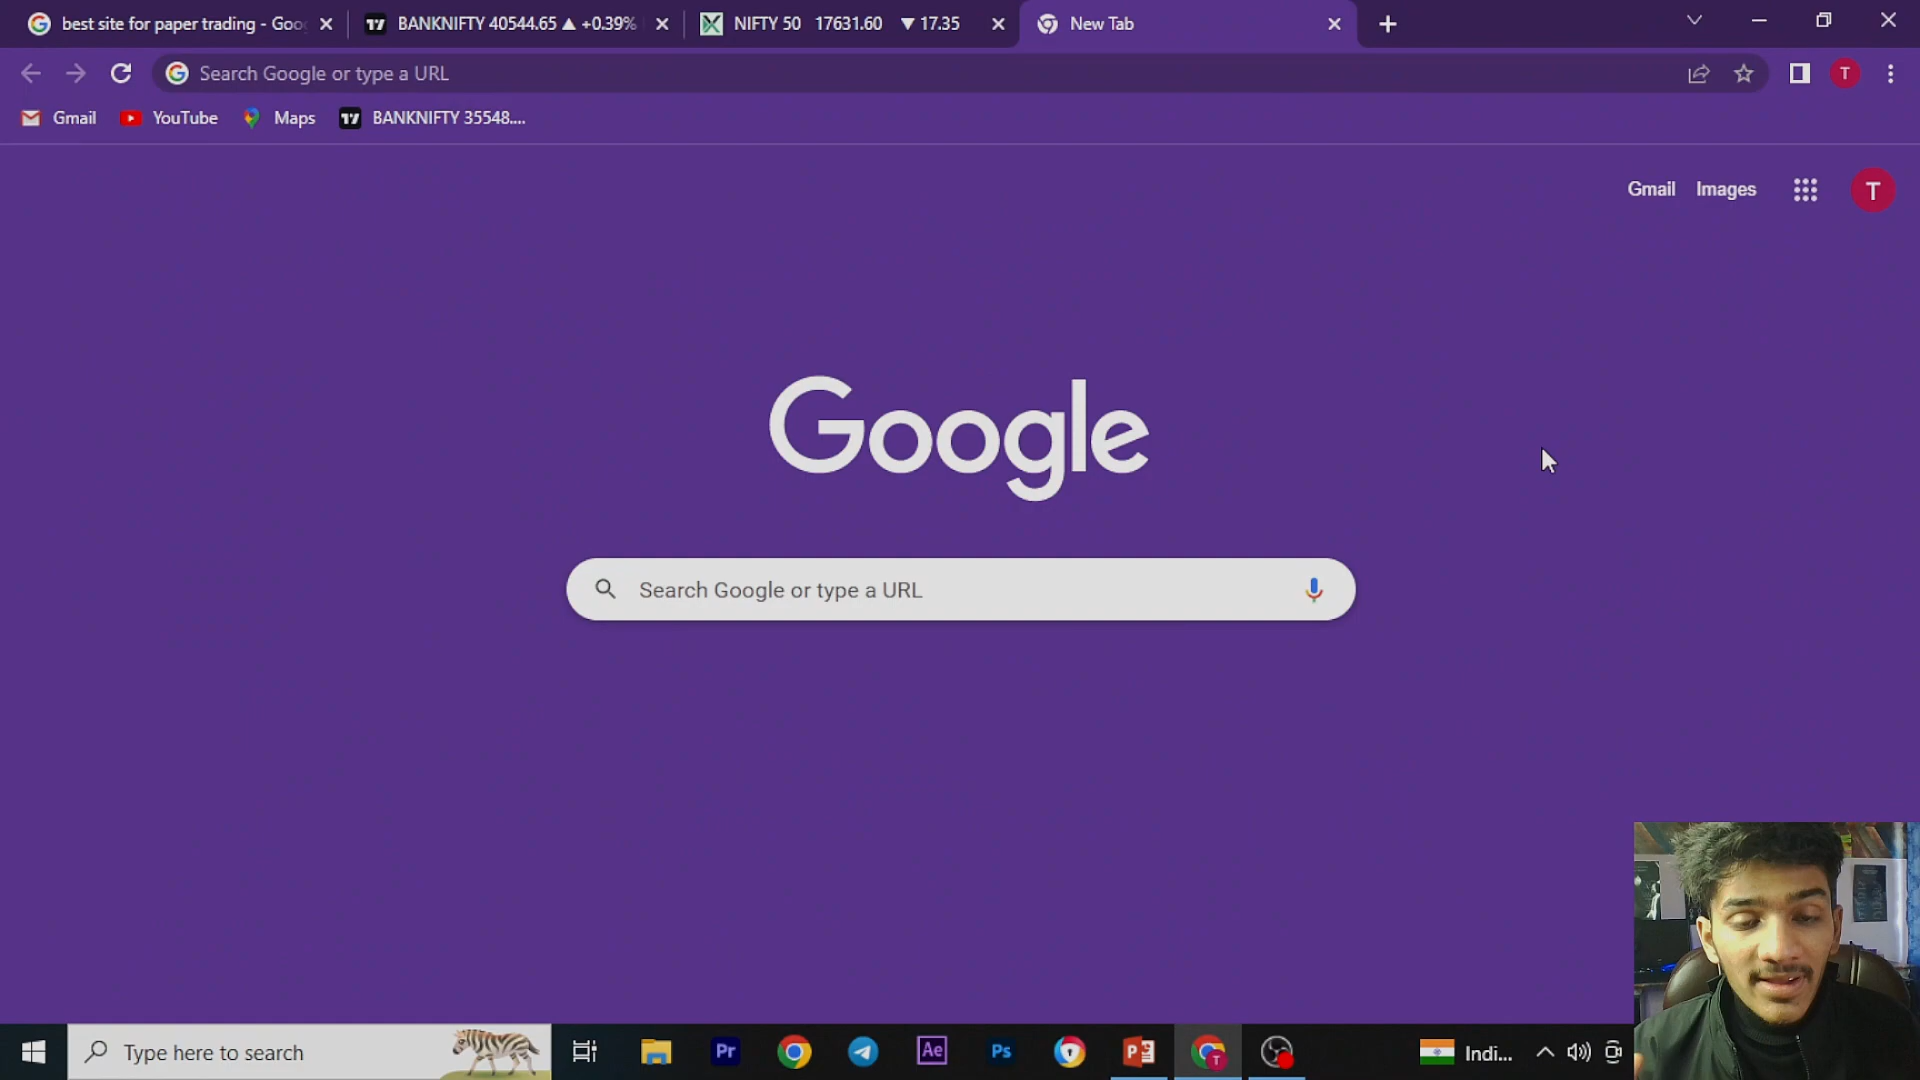 best site for paper trading - Goo
BANKNIFTY 40544.65 ▲ +0.39%
NIFTY 50 17631.60 ▼ 17.35
New Tab
Search Google or type a URL
T
Gmail
YouTube
Maps
BANKNIFTY 35548....
Gmail
Images
T
Google
Search Google or type a URL
Type here to search
Pr
Ae
Ps
T
Indi...